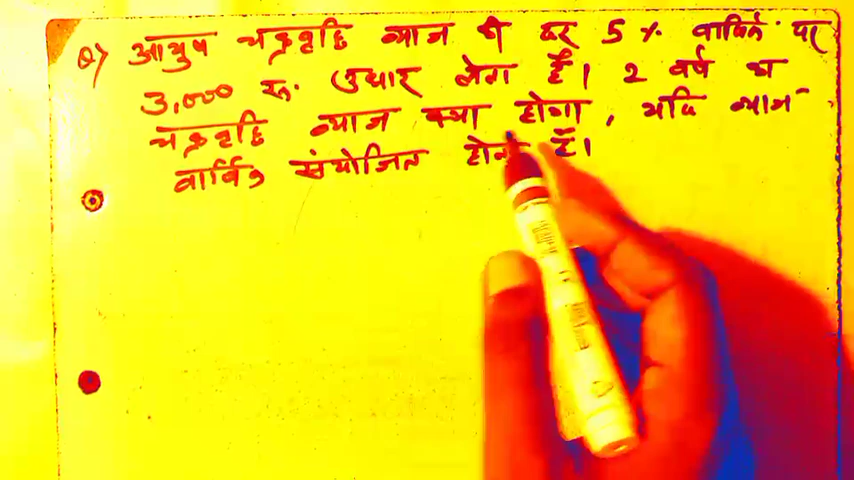 Q) आयुष चक्रवृद्धि ब्याज की दर 5 % वार्षिक पर
3,000 रु. उधार लेता है। 2 वर्ष का
चक्रवृद्धि ब्याज क्या होगा, यदि ब्याज
वार्षिक संयोजित होता है।